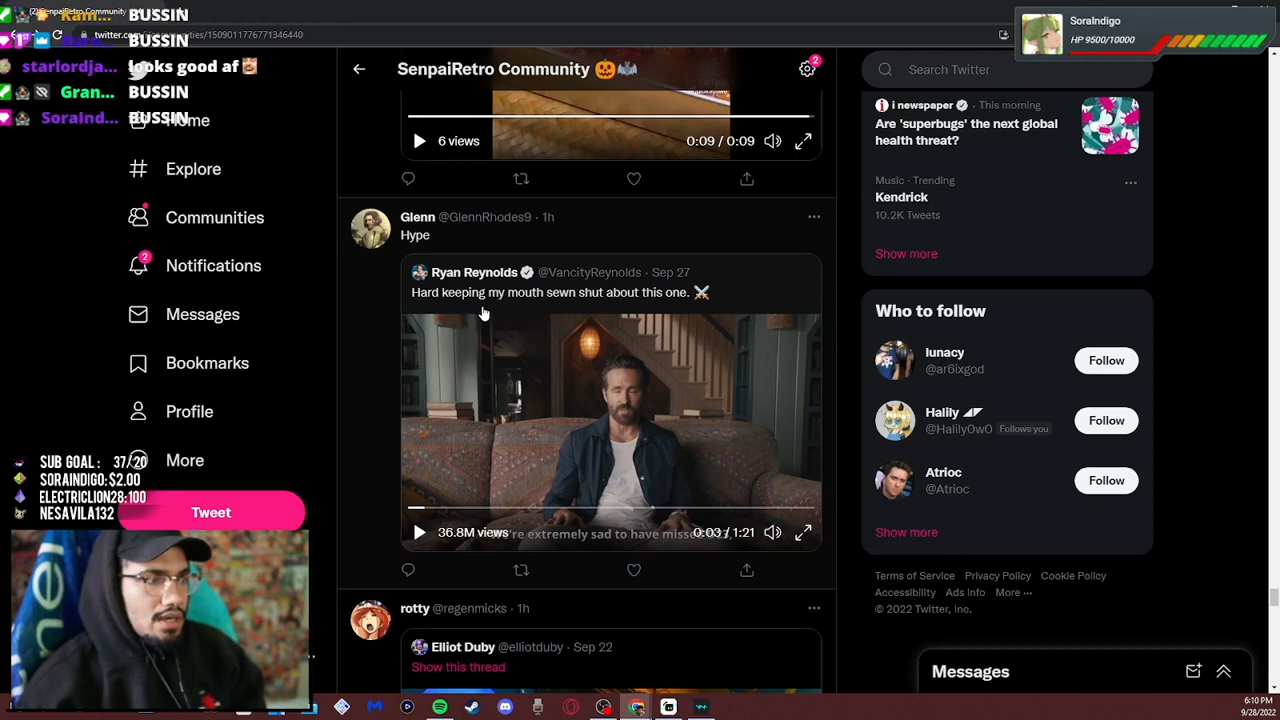 BUSSIN
BUSSIN
starlordja... looks good af
Gran... BUSSIN
SoraInd... BUSSIN
twitter.com
SoraIndigo
HP 9500/10000
SenpaiRetro Community
2
Search Twitter
Home
Explore
Communities
Notifications
2
Messages
Bookmarks
Profile
More
Tweet
SUB GOAL : 37/20
SORAINDIGO:$2.00
ELECTRICLION28:100
NESAVILA132
6 views
0:09 / 0:09
Glenn @GlennRhodes9 · 1h
Hype
Ryan Reynolds @VancityReynolds · Sep 27
Hard keeping my mouth sewn shut about this one.
36.8M views
're extremely sad to have missed
0:03 / 1:21
rotty @regenmicks · 1h
Elliot Duby @elliotduby · Sep 22
Show this thread
i newspaper · This morning
Are 'superbugs' the next global
health threat?
Music · Trending
Kendrick
10.2K Tweets
Show more
Who to follow
lunacy
@ar6ixgod
Follow
Halily
@Halily0w0 Follows you
Follow
Atrioc
@Atrioc
Follow
Show more
Terms of Service Privacy Policy Cookie Policy
Accessibility Ads info More ···
© 2022 Twitter, Inc.
Messages
6:10 PM
9/28/2022